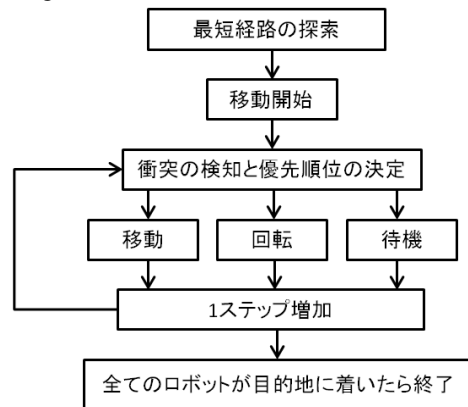 最短経路の探索
移動開始
衝突の検知と優先順位の決定
移動
回転
待機
1ステップ増加
全てのロボットが目的地に着いたら終了